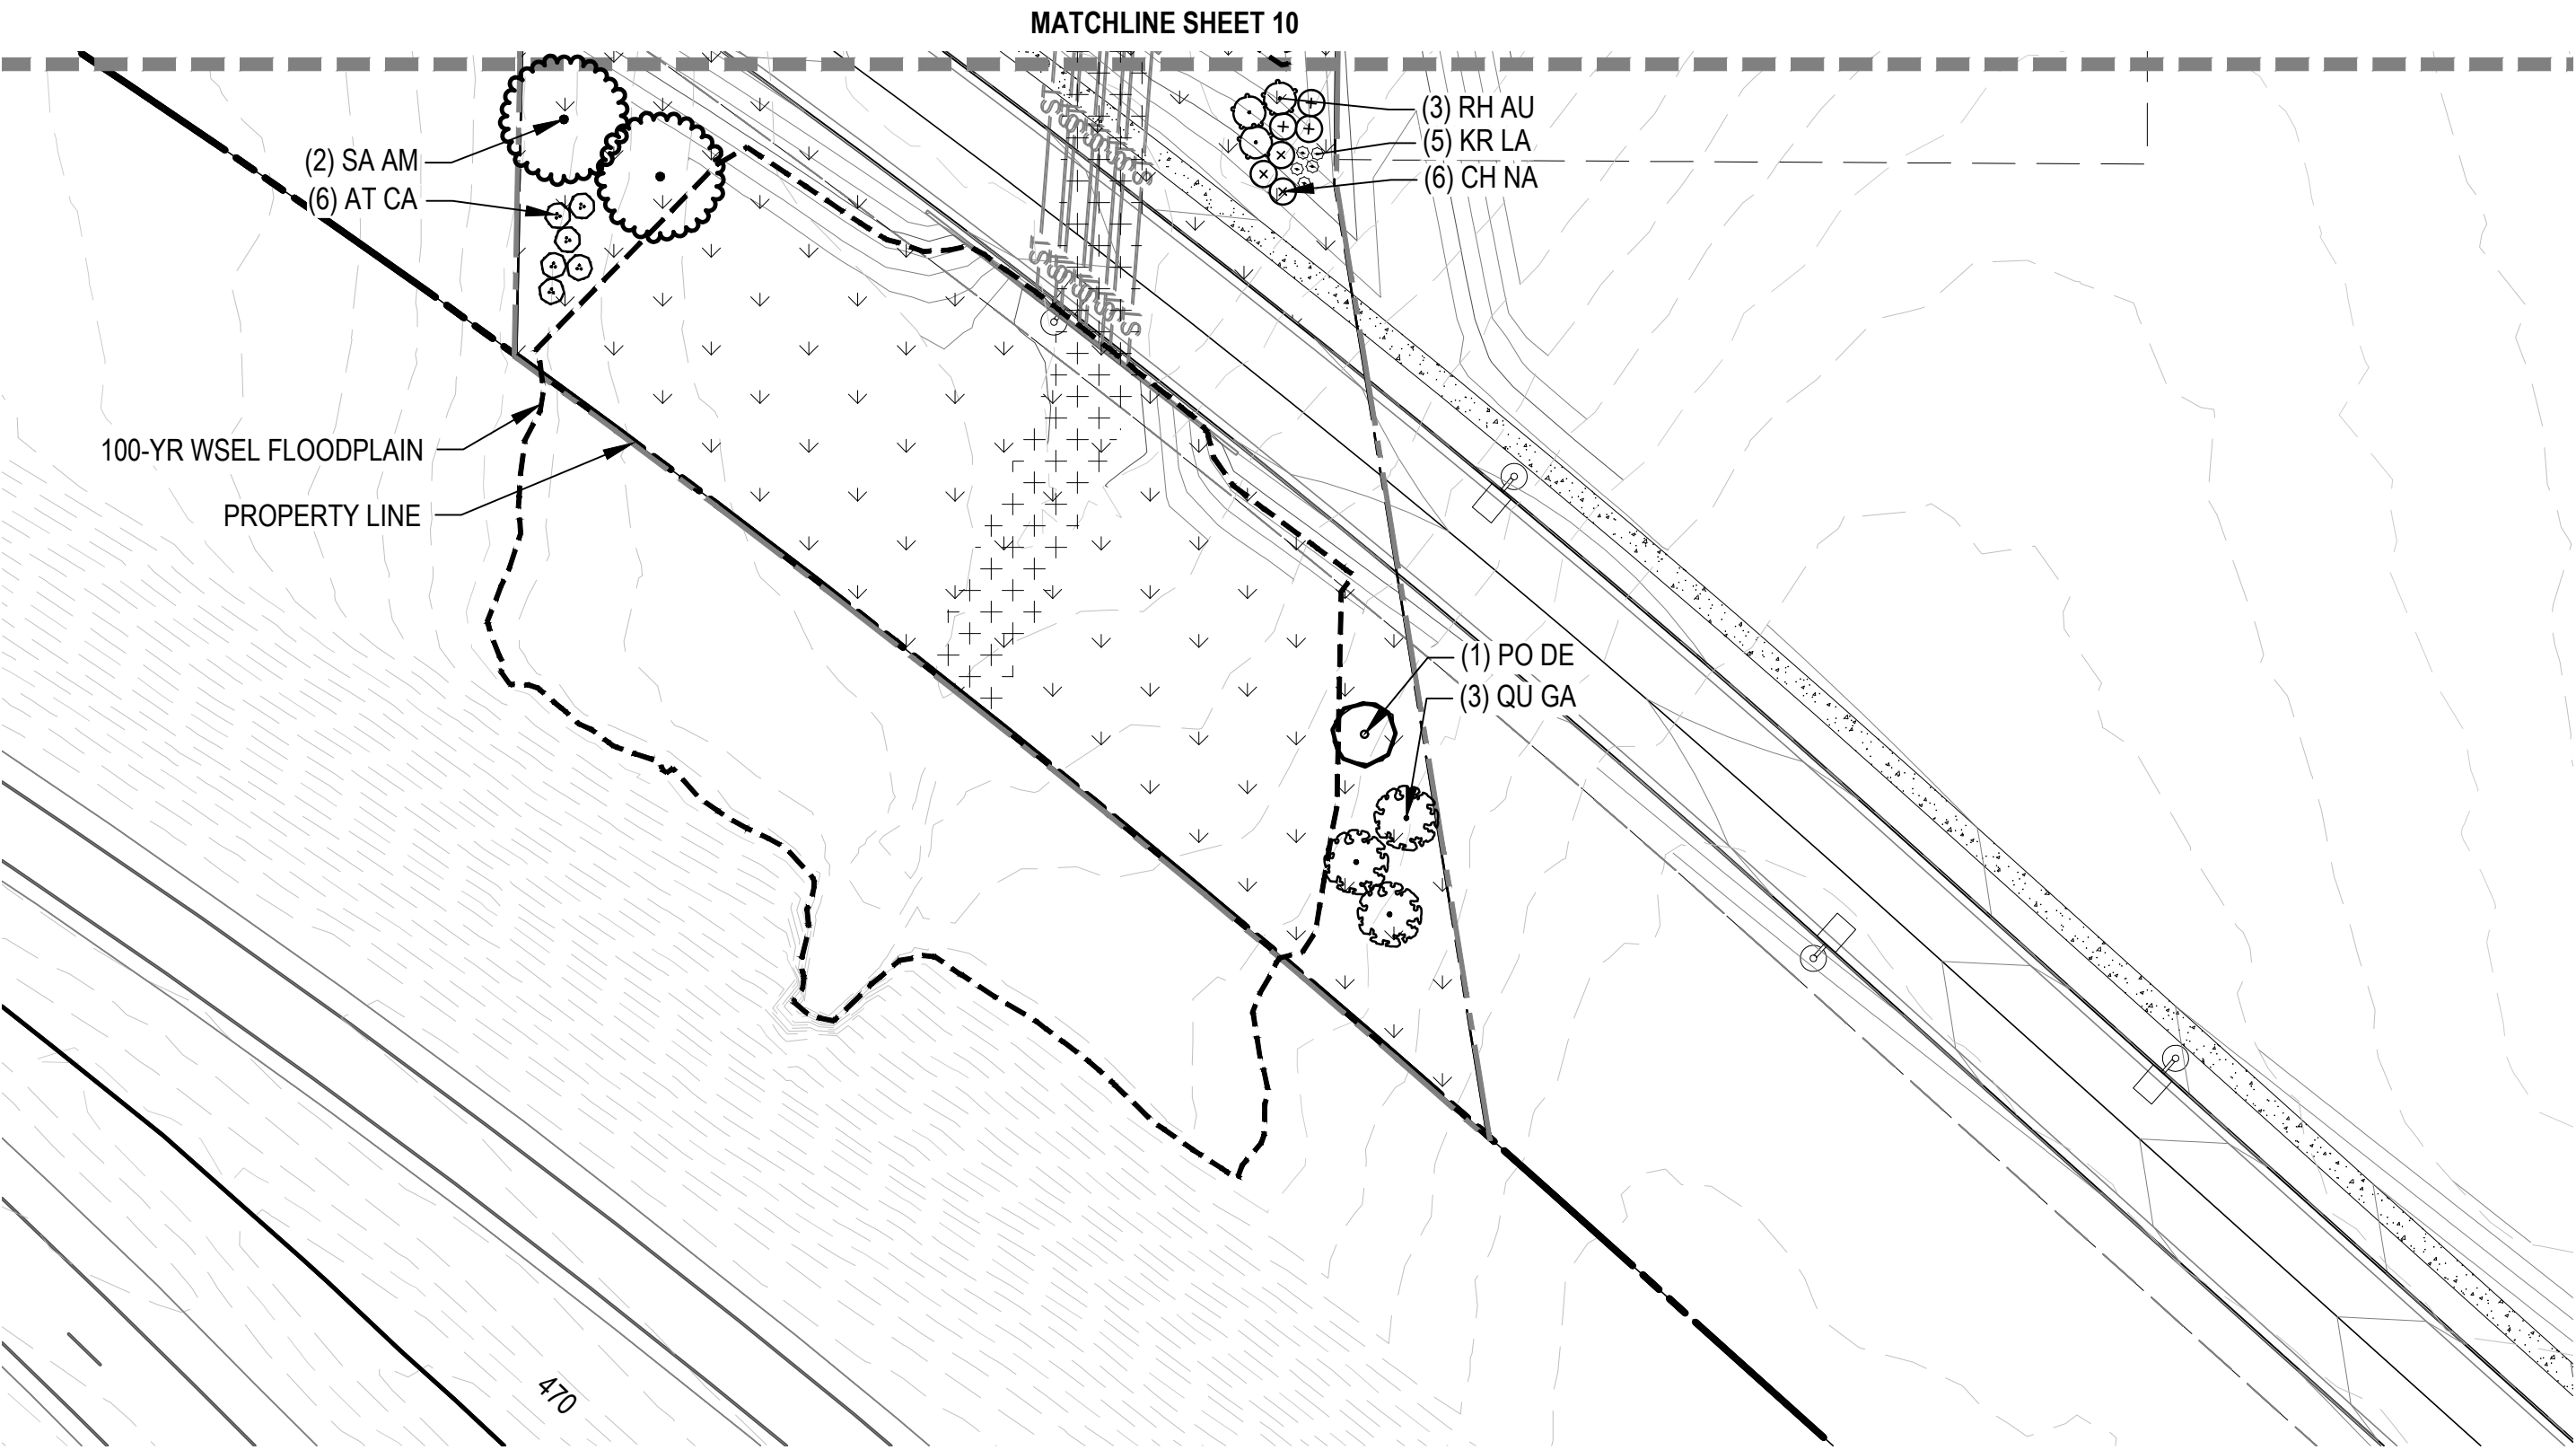 MATCHLINE SHEET 10
(3) RH AU
(5) KR LA
(6) CH NA
(2) SA AM
(6) AT CA
100-YR WSEL FLOODPLAIN
PROPERTY LINE
(1) PO DE
(3) QU GA
470